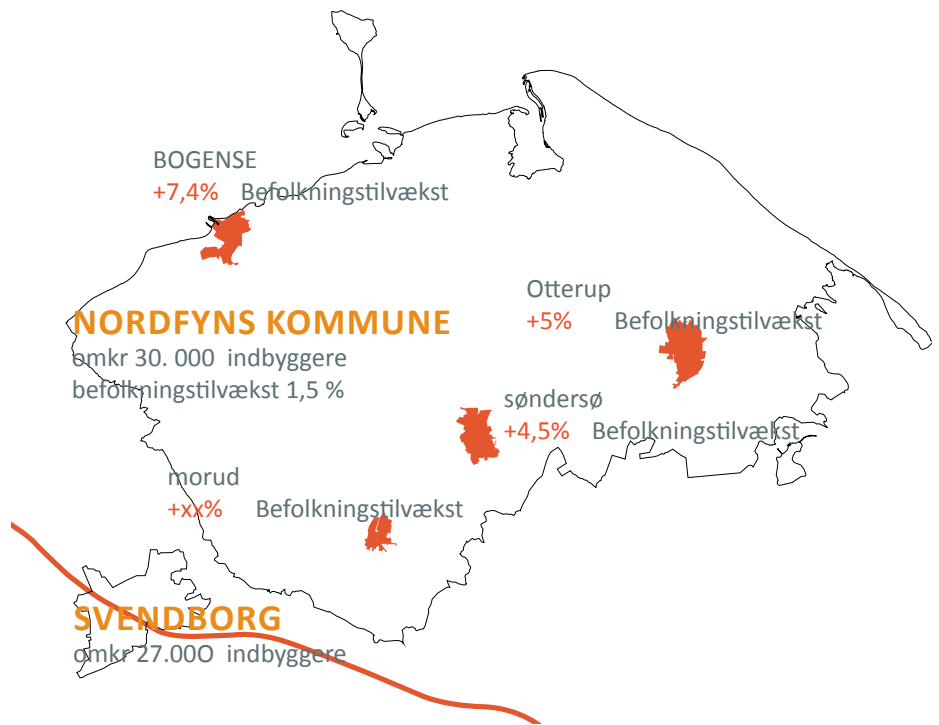 BOGENSE
+7,4% Befolkningstilvækst
Otterup
+5% Befolkningstilvækst
NORDFYNS KOMMUNE
omkr 30. 000 indbyggere
befolkningstilvækst 1,5 %
søndersø
+4,5% Befolkningstilvækst
morud
+xx% Befolkningstilvækst
SVENDBORG
omkr 27.00O indbyggere